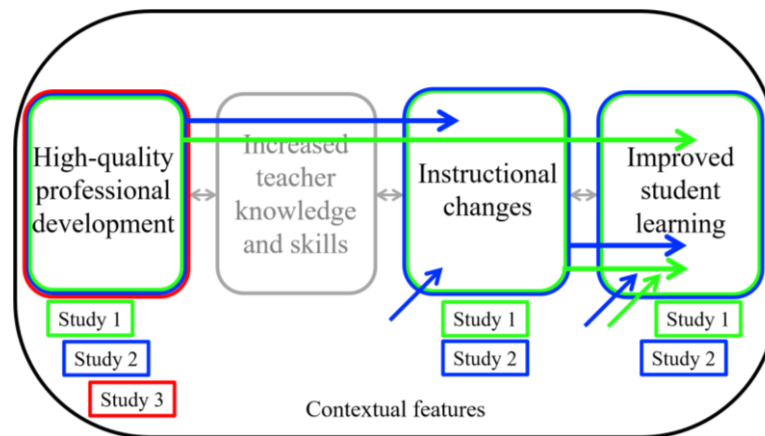 High-quality
professional
development
Increased
teacher
knowledge
and skills
Instructional
changes
Improved
student
learning
Study 1
Study 2
Study 3
Study 1
Study 2
Study 1
Study 2
Contextual features